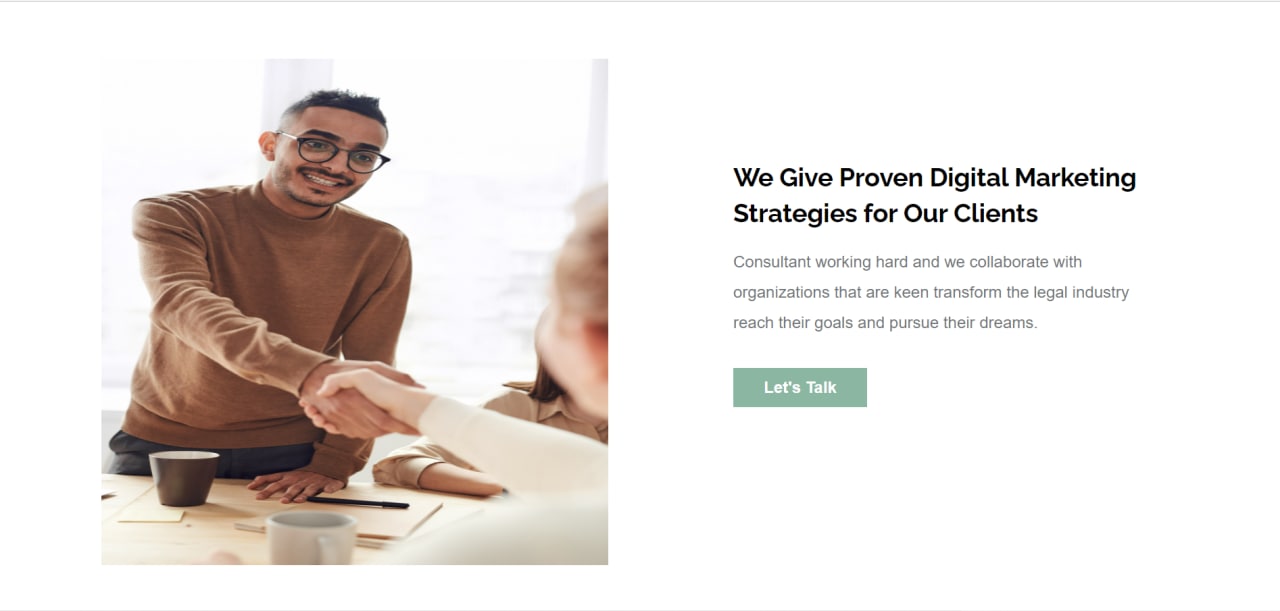 We Give Proven Digital Marketing
Strategies for Our Clients
Consultant working hard and we collaborate with
organizations that are keen transform the legal industry
reach their goals and pursue their dreams.
Let's Talk